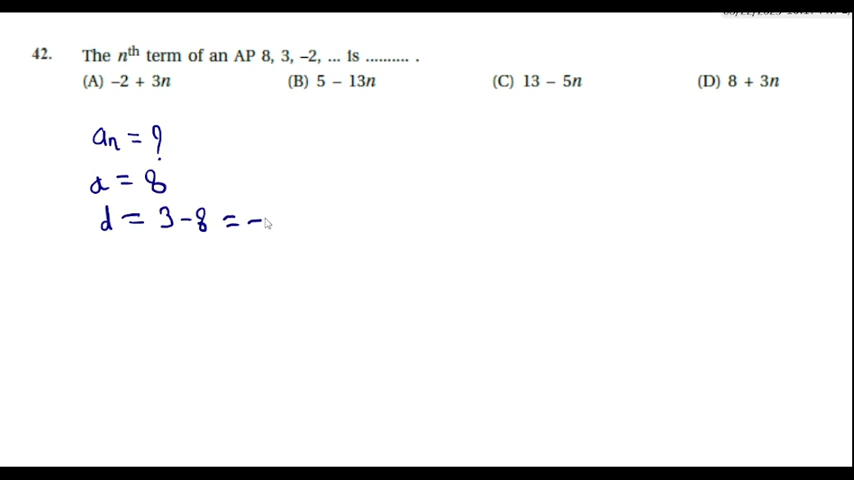 42. The nth term of an AP 8, 3, –2, ... is .......... .
(A) –2 + 3n (B) 5 – 13n (C) 13 – 5n (D) 8 + 3n
an = ?
a = 8
d = 3 - 8 = -